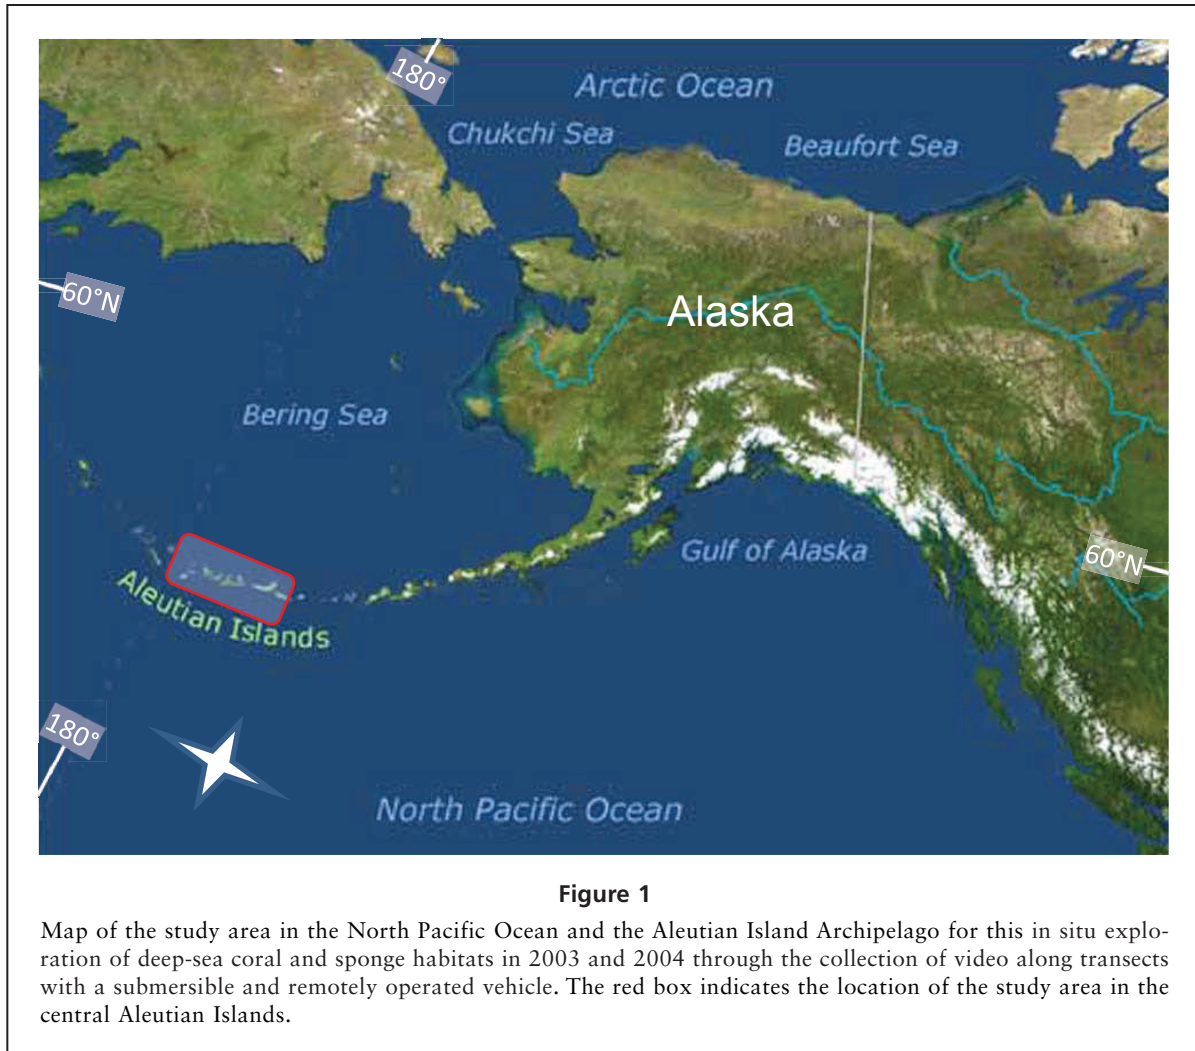 180°
Arctic Ocean
Chukchi Sea
Beaufort Sea
60°N
Alaska
Bering Sea
Gulf of Alaska
60°N
Aleutian Islands
180°
North Pacific Ocean
Figure 1
Map of the study area in the North Pacific Ocean and the Aleutian Island Archipelago for this in situ explo-
ration of deep-sea coral and sponge habitats in 2003 and 2004 through the collection of video along transects
with a submersible and remotely operated vehicle. The red box indicates the location of the study area in the
central Aleutian Islands.